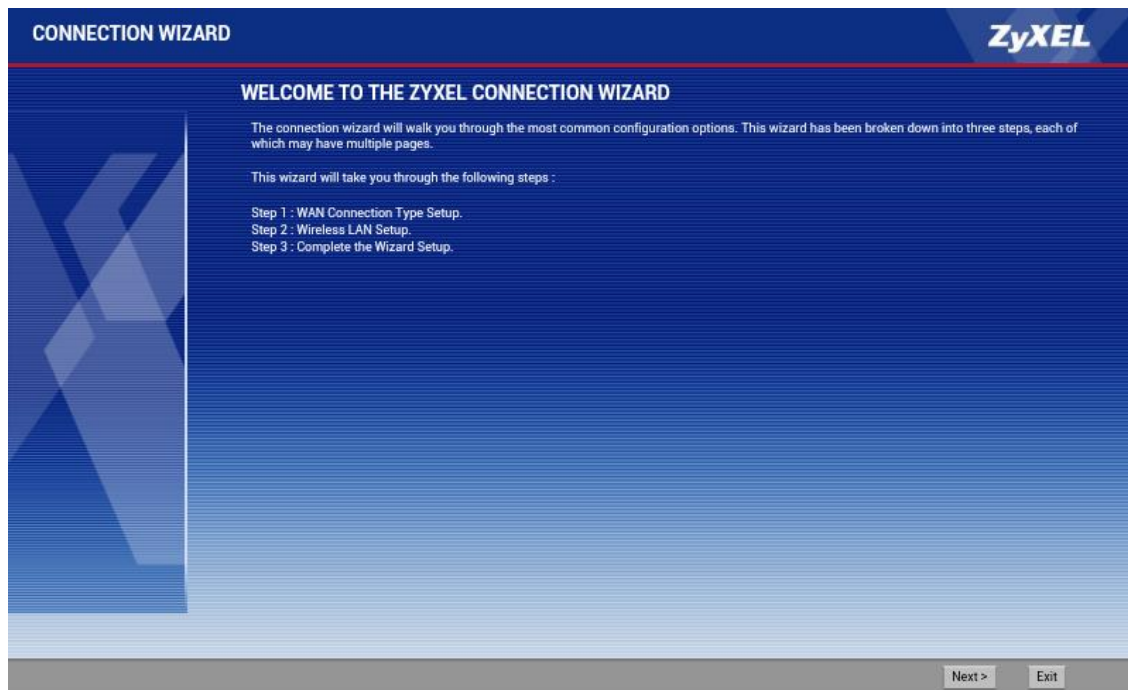 CONNECTION WIZARD
ZyXEL
WELCOME TO THE ZYXEL CONNECTION WIZARD
The connection wizard will walk you through the most common configuration options. This wizard has been broken down into three steps, each of
which may have multiple pages.
This wizard will take you through the following steps :
Step 1 : WAN Connection Type Setup.
Step 2 : Wireless LAN Setup.
Step 3 : Complete the Wizard Setup.
Next > Exit